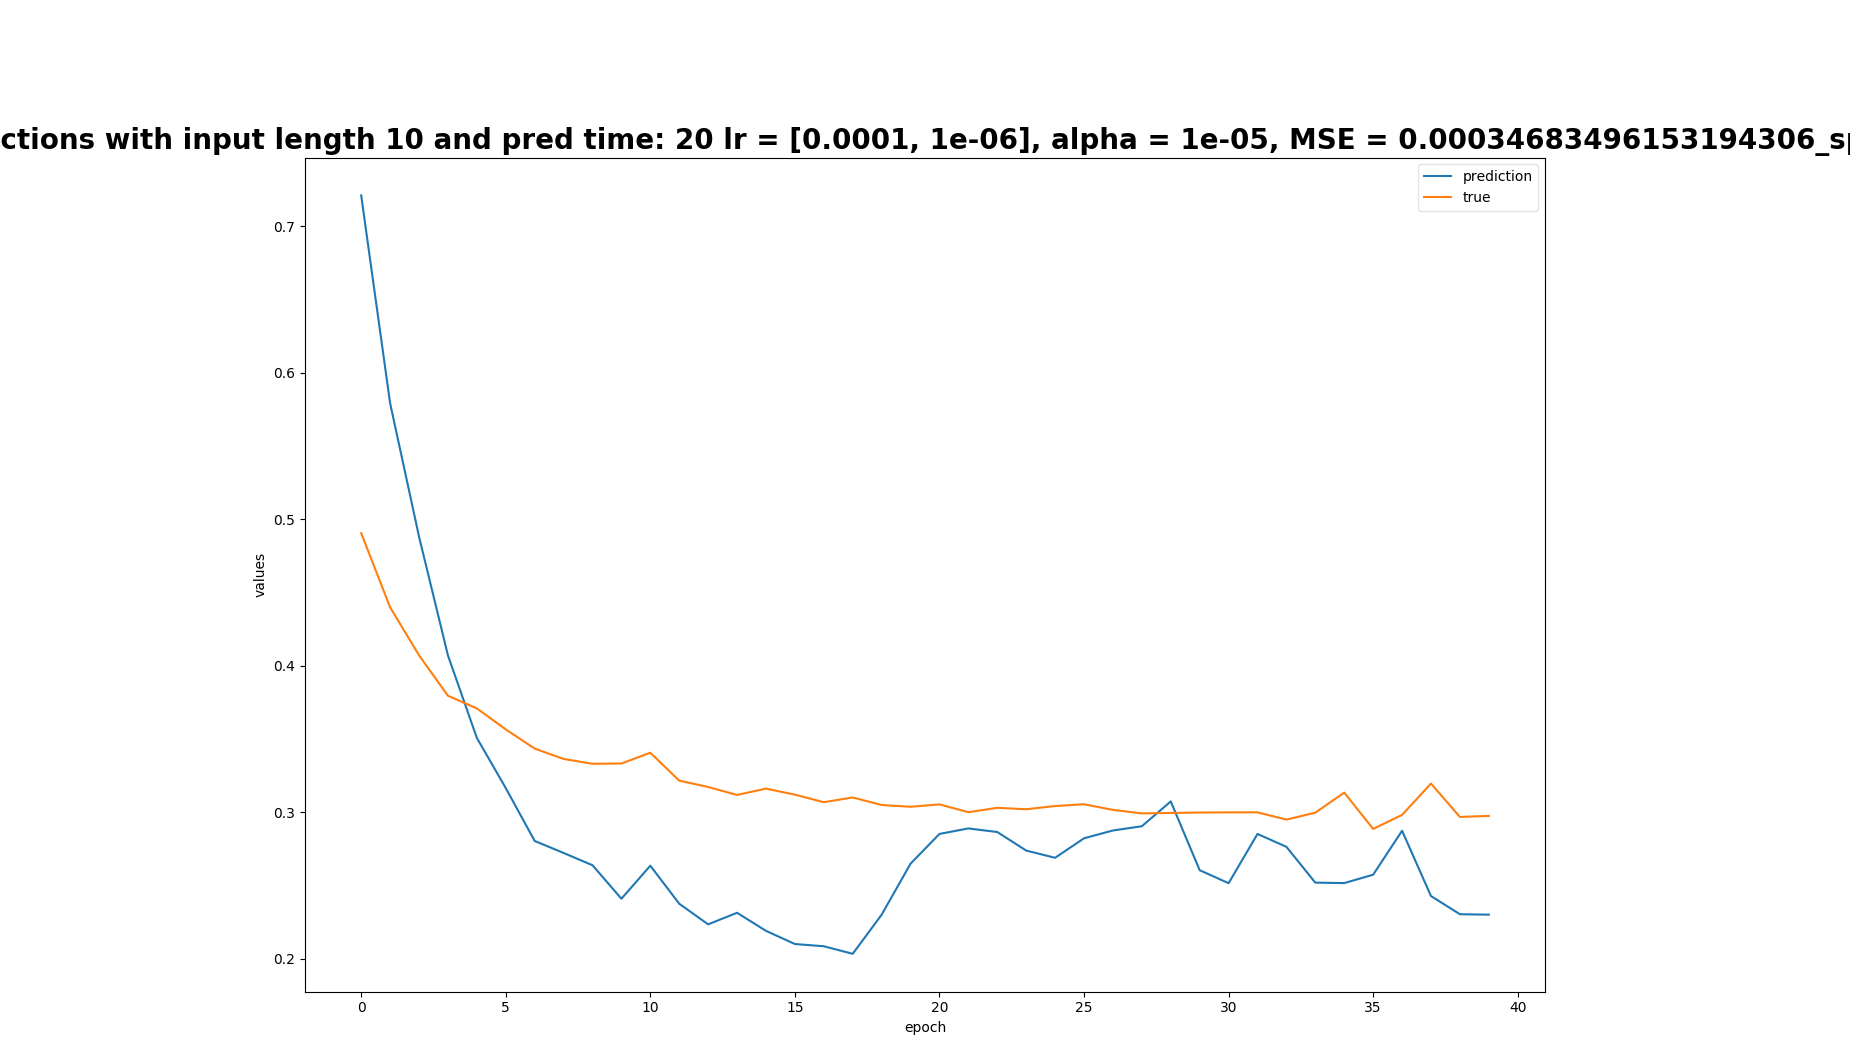 ctions with input length 10 and pred time: 20 lr = [0.0001, 1e-06], alpha = 1e-05, MSE = 0.00034683496153194306_sp
prediction
true
0.7
0.6
0.5
0.4
0.3
0.2
values
0 5 10 15 20 25 30 35 40
epoch